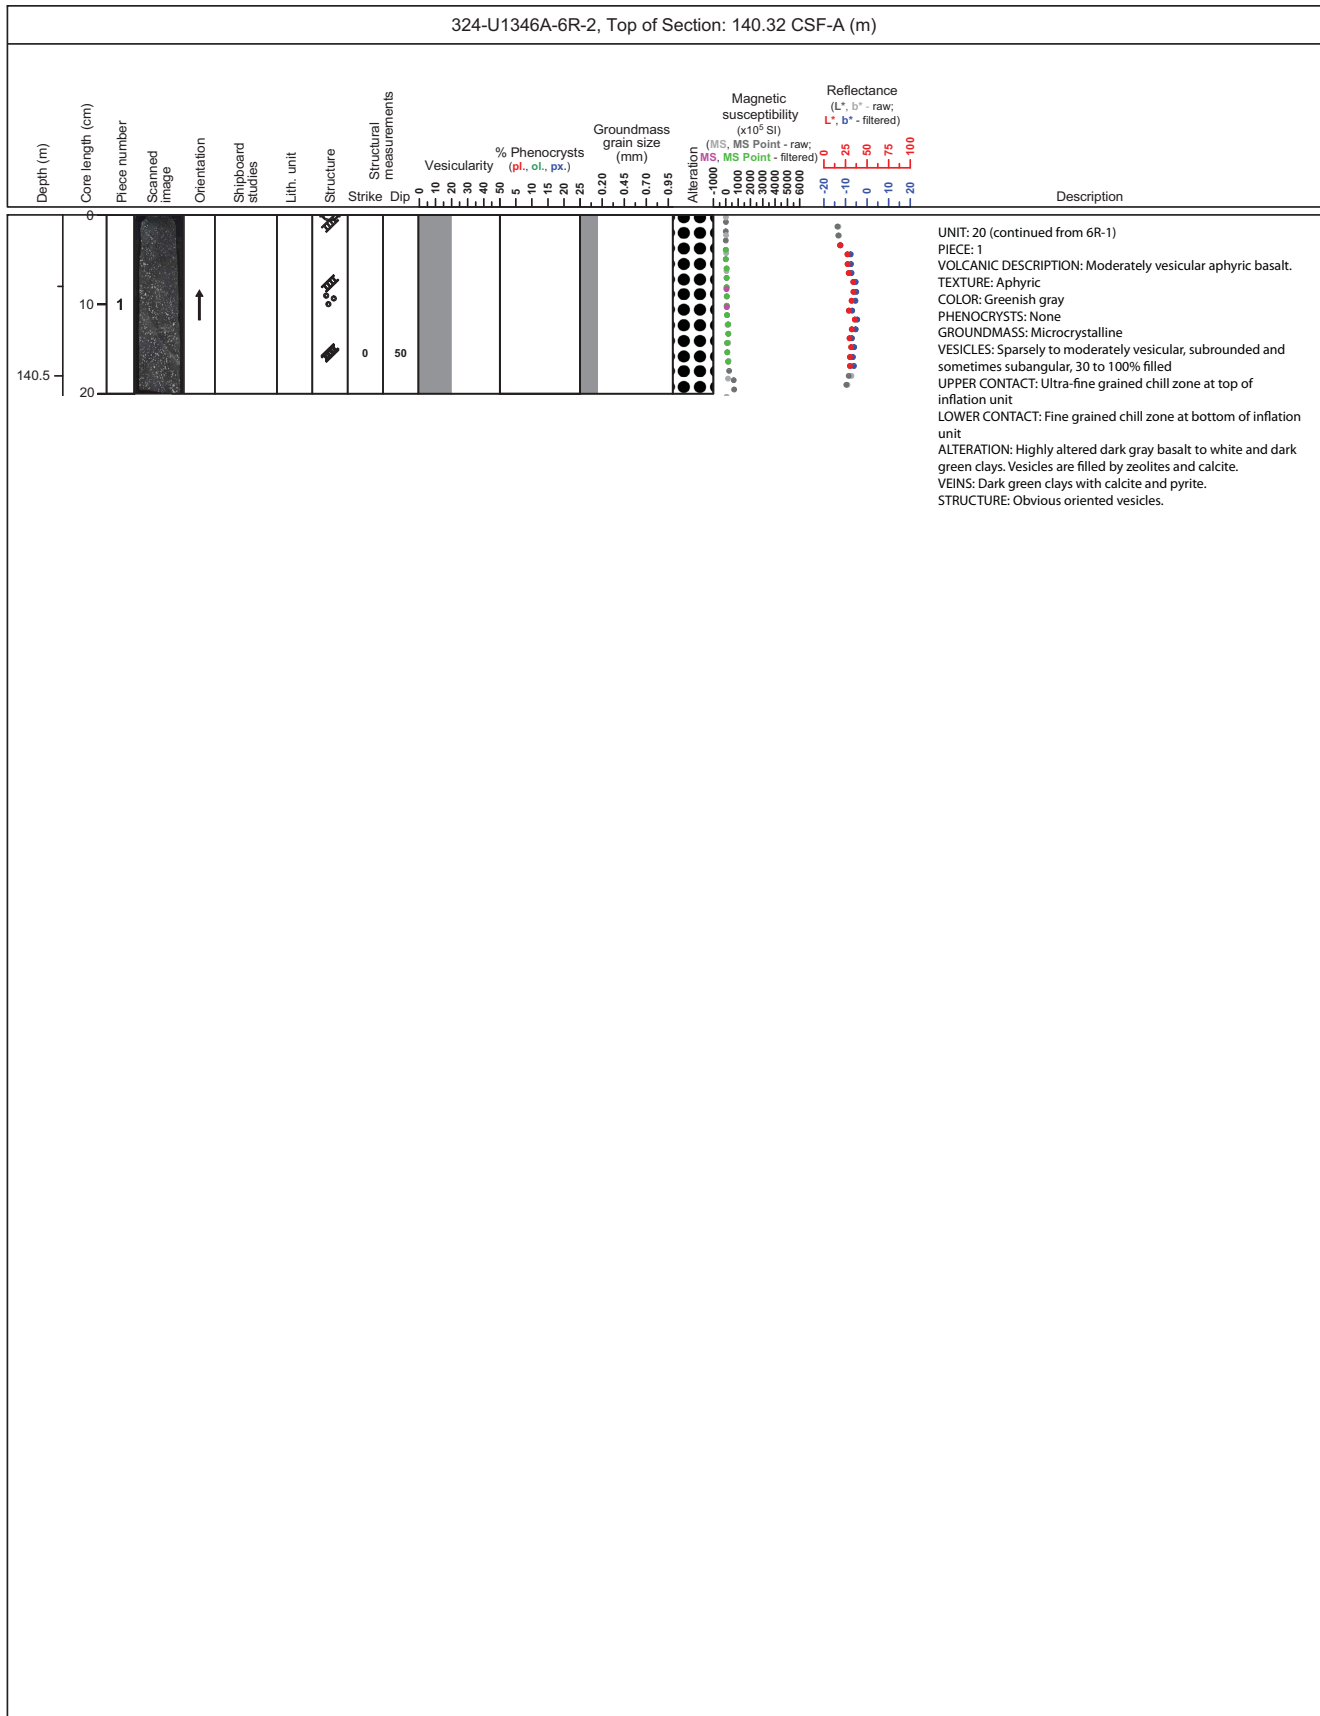 324-U1346A-6R-2, Top of Section: 140.32 CSF-A (m)
Depth (m)
Core length (cm)
Piece number
Scanned
image
Orientation
Shipboard
studies
Lith. unit
Structure
Structural
measurements
Strike Dip
Vesicularity
0 10 20 30 40 50
% Phenocrysts
(pl., ol., px.)
5 10 15 20 25
Groundmass
grain size
(mm)
0.20 0.45 0.70 0.95
Alteration
Magnetic
susceptibility
(x10⁵ SI)
(MS, MS Point - raw;
MS, MS Point - filtered)
-1000 0 1000 2000 3000 4000 5000 6000
Reflectance
(L*, b* - raw;
L*, b* - filtered)
0 25 50 75 100
-20 -10 0 10 20
Description
0
10
20
140.5
1
0
50
UNIT: 20 (continued from 6R-1)
PIECE: 1
VOLCANIC DESCRIPTION: Moderately vesicular aphyric basalt.
TEXTURE: Aphyric
COLOR: Greenish gray
PHENOCRYSTS: None
GROUNDMASS: Microcrystalline
VESICLES: Sparsely to moderately vesicular, subrounded and
sometimes subangular, 30 to 100% filled
UPPER CONTACT: Ultra-fine grained chill zone at top of
inflation unit
LOWER CONTACT: Fine grained chill zone at bottom of inflation
unit
ALTERATION: Highly altered dark gray basalt to white and dark
green clays. Vesicles are filled by zeolites and calcite.
VEINS: Dark green clays with calcite and pyrite.
STRUCTURE: Obvious oriented vesicles.